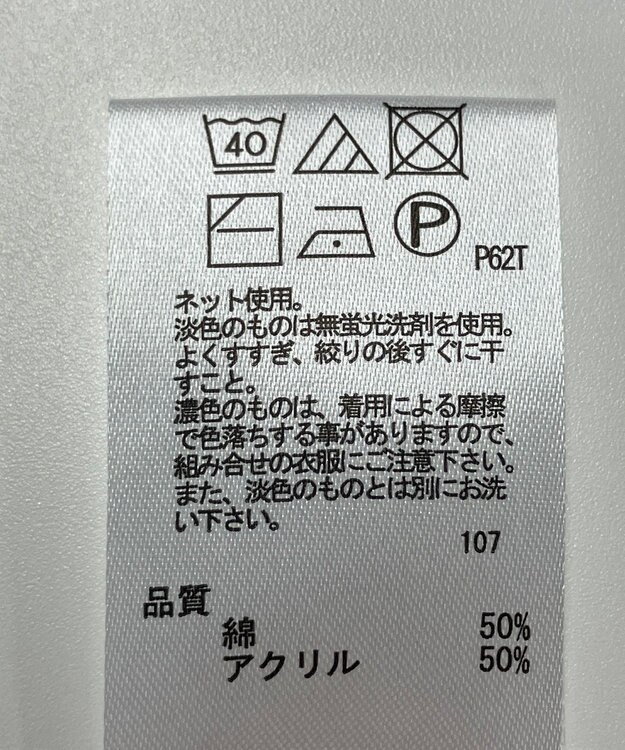 40
P
P62T
ネット使用。
淡色のものは無蛍光洗剤を使用。
よくすすぎ、絞りの後すぐに干
すこと。
濃色のものは、着用による摩擦
で色落ちする事がありますので、
組み合せの衣服にご注意下さい。
また、淡色のものとは別にお洗
い下さい。
107
品質
綿 50%
アクリル 50%